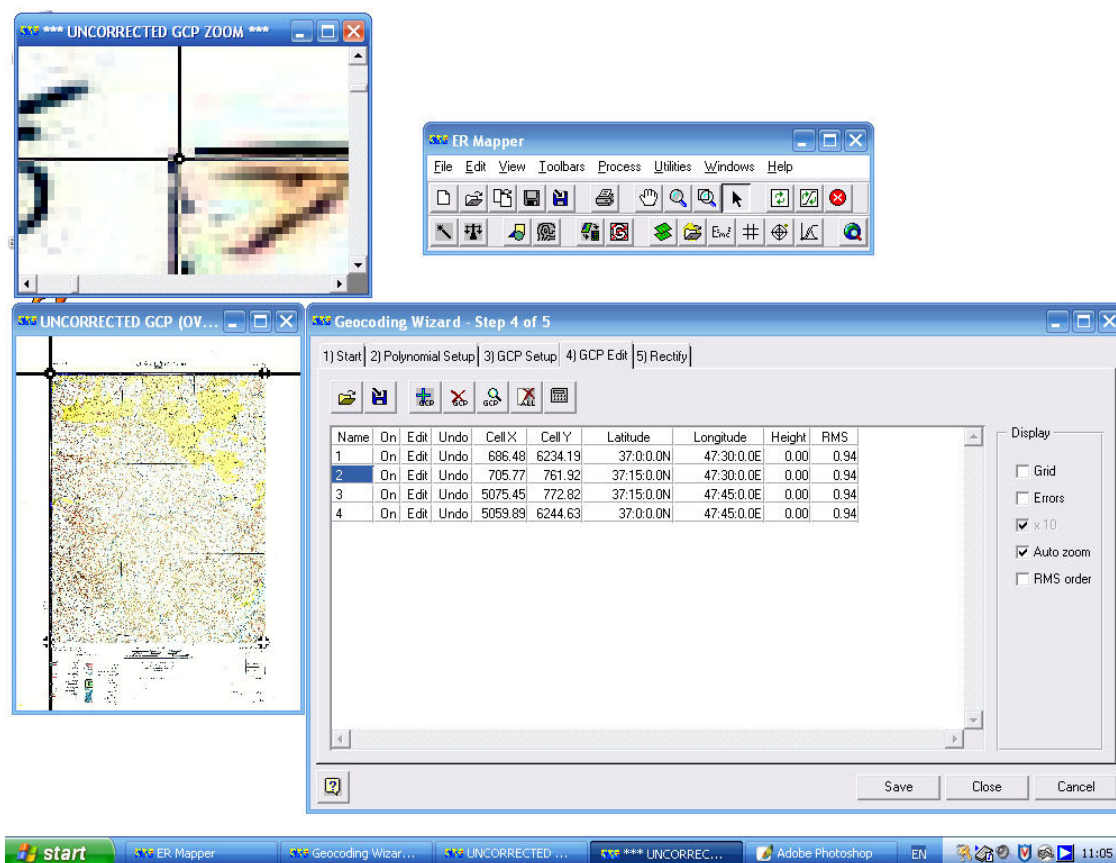 *** UNCORRECTED GCP ZOOM ***
ER Mapper
File Edit View Toolbars Process Utilities Windows Help
Eml
UNCORRECTED GCP (OV...
Geocoding Wizard - Step 4 of 5
1) Start 2) Polynomial Setup 3) GCP Setup 4) GCP Edit 5) Rectify
GCP GCP GCP ALL
Name On Edit Undo Cell X Cell Y Latitude Longitude Height RMS
1 On Edit Undo 686.48 6234.19 37:0:0.0N 47:30:0.0E 0.00 0.94
2 On Edit Undo 705.77 761.92 37:15:0.0N 47:30:0.0E 0.00 0.94
3 On Edit Undo 5075.45 772.82 37:15:0.0N 47:45:0.0E 0.00 0.94
4 On Edit Undo 5059.89 6244.63 37:0:0.0N 47:45:0.0E 0.00 0.94
Display
Grid
Errors
x 10
Auto zoom
RMS order
Save Close Cancel
start ER Mapper Geocoding Wizar... UNCORRECTED ... *** UNCORREC... Adobe Photoshop EN 11:05